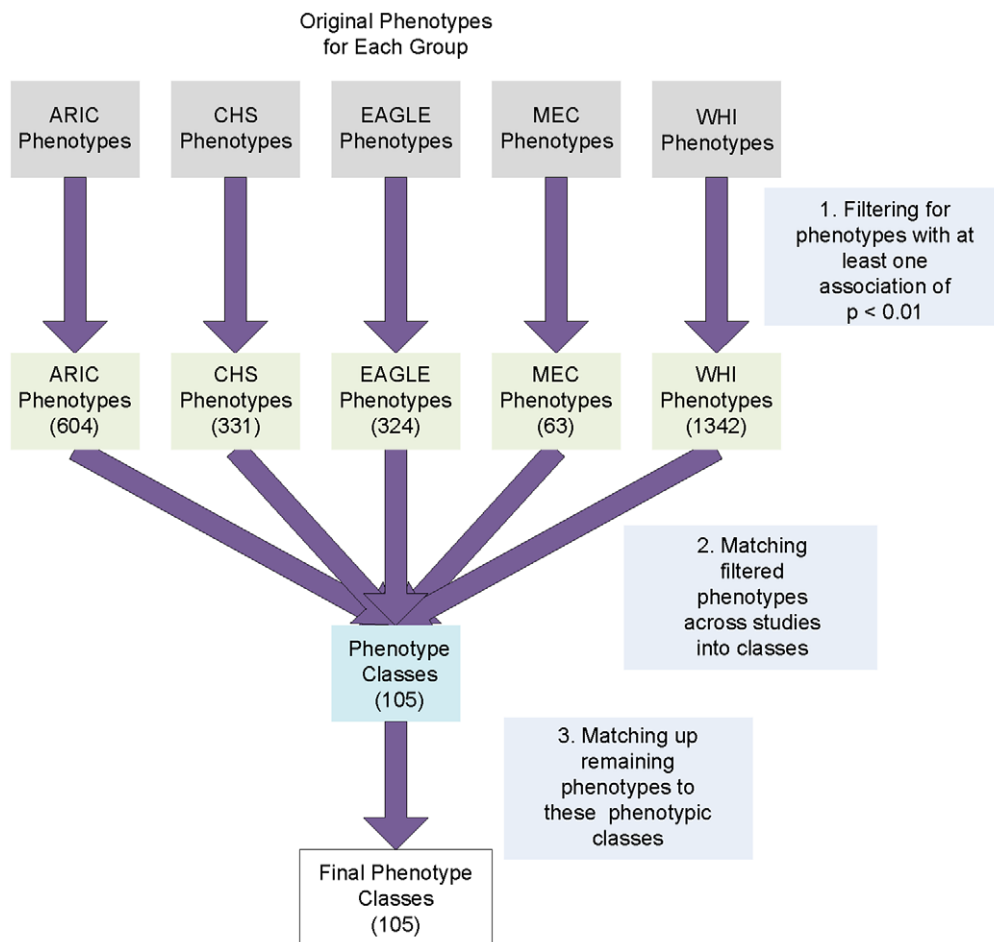 Original Phenotypes
for Each Group
ARIC
Phenotypes
CHS
Phenotypes
EAGLE
Phenotypes
MEC
Phenotypes
WHI
Phenotypes
1. Filtering for
phenotypes with at
least one
association of
p < 0.01
ARIC
Phenotypes
(604)
CHS
Phenotypes
(331)
EAGLE
Phenotypes
(324)
MEC
Phenotypes
(63)
WHI
Phenotypes
(1342)
2. Matching
filtered
phenotypes
across studies
into classes
Phenotype
Classes
(105)
3. Matching up
remaining
phenotypes to
these phenotypic
classes
Final Phenotype
Classes
(105)